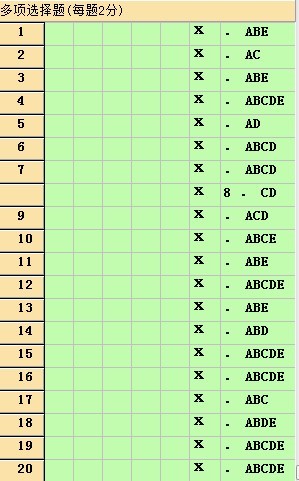 多项选择题(每题2分)
1 X . ABE
2 X . AC
3 X . ABE
4 X . ABCDE
5 X . AD
6 X . ABCD
7 X . ABCD
X 8 . CD
9 X . ACD
10 X . ABCE
11 X . ABE
12 X . ABCDE
13 X . ABE
14 X . ABD
15 X . ABCDE
16 X . ABCDE
17 X . ABC
18 X . ABDE
19 X . ABCDE
20 X . ABCDE